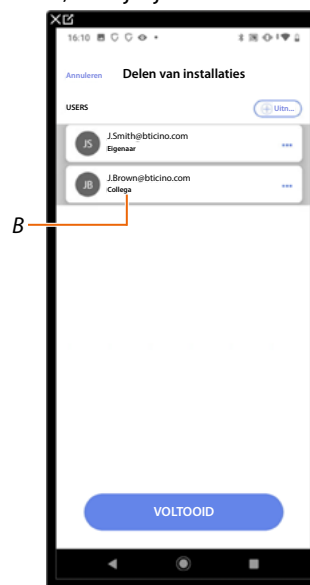 16:10
Annuleren Delen van installaties
USERS Uitn...
JS J.Smith@bticino.com
Eigenaar
JB J.Brown@bticino.com
Collega
B
VOLTOOID